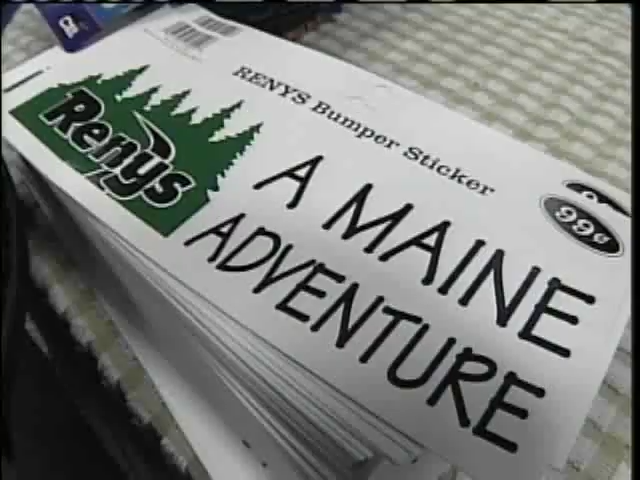 RENYS Bumper Sticker
Renys
A MAINE
ADVENTURE
99¢